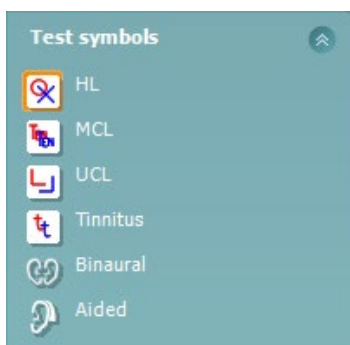 Test symbols
HL
MCL
UCL
Tinnitus
Binaural
Aided